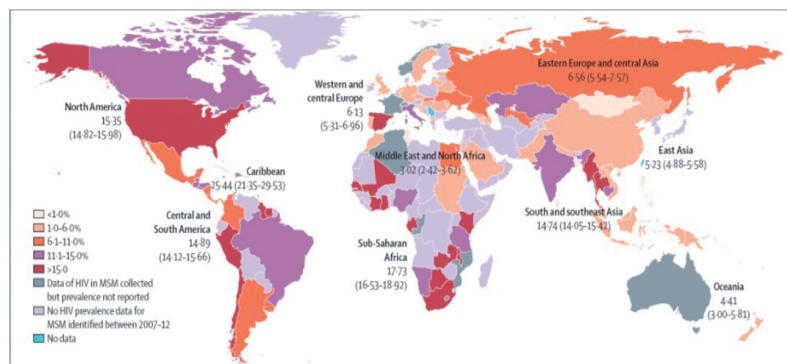 Eastern Europe and central Asia
6·56 (5·54-7·57)
Western and
central Europe
6·13
(5·31-6·96)
North America
15·35
(14·82-15·98)
East Asia
5·23 (4·88-5·58)
Middle East and North Africa
3·02 (2·42-3·62)
Caribbean
25·44 (21·35-29·53)
South and southeast Asia
14·74 (14·05-15·42)
Central and
South America
14·89
(14·12-15·66)
Sub-Saharan
Africa
17·73
(16·53-18·92)
Oceania
4·41
(3·00-5·81)
<1·0%
1·0-6·0%
6·1-11·0%
11·1-15·0%
>15·0
Data of HIV in MSM collected
but prevalence not reported
No HIV prevalence data for
MSM identified between 2007-12
No data